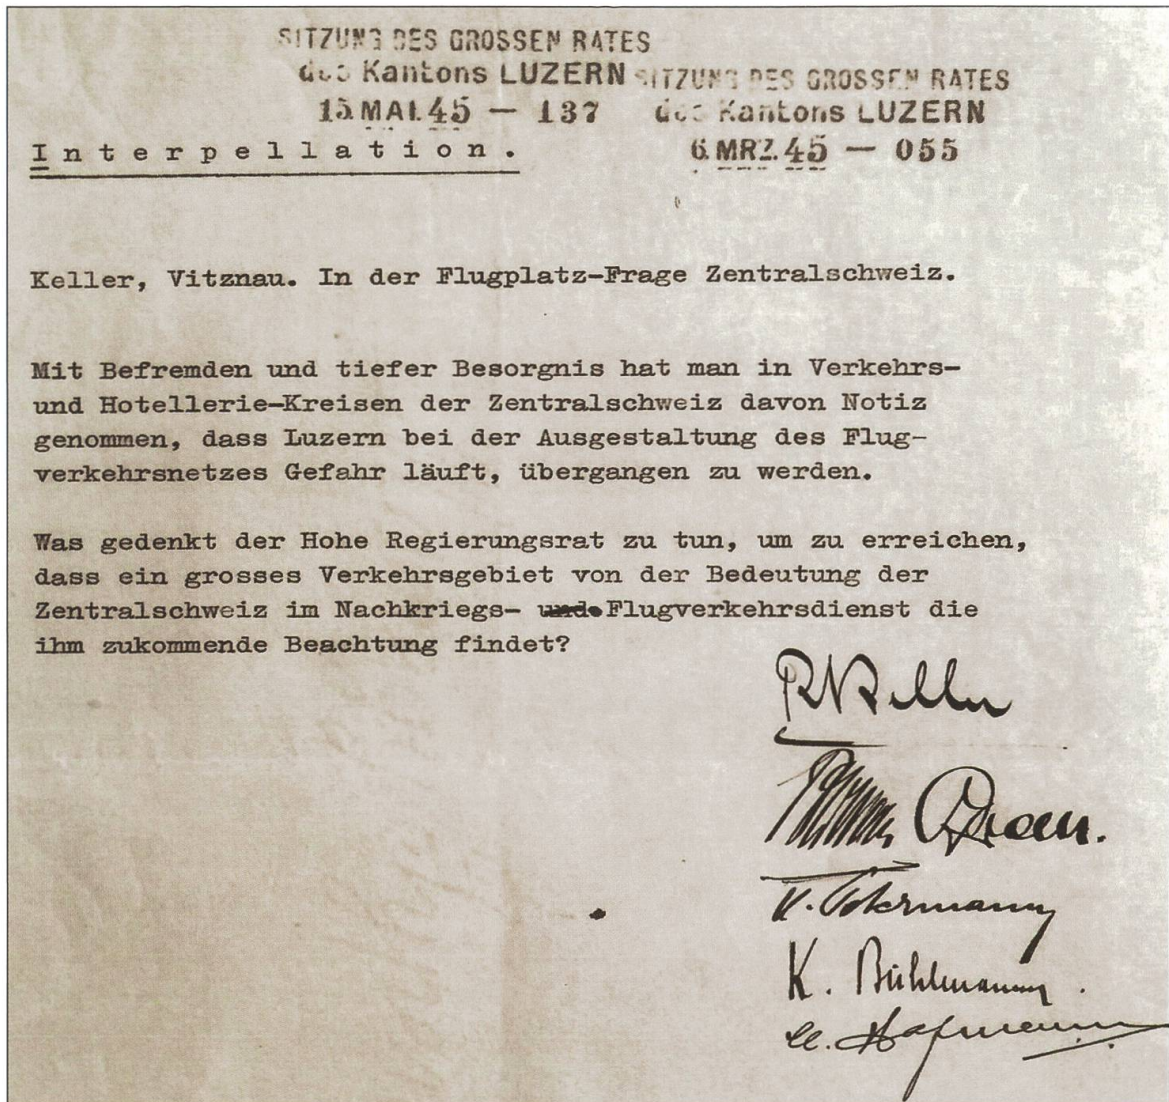 SITZUNG DES GROSSEN RATES
des Kantons LUZERN
15.MAI.45 — 137
SITZUNG DES GROSSEN RATES
des Kantons LUZERN
6.MRZ.45 — 055
Interpellation.
Keller, Vitznau. In der Flugplatz-Frage Zentralschweiz.
Mit Befremden und tiefer Besorgnis hat man in Verkehrs-
und Hotellerie-Kreisen der Zentralschweiz davon Notiz
genommen, dass Luzern bei der Ausgestaltung des Flug-
verkehrsnetzes Gefahr läuft, übergangen zu werden.
Was gedenkt der Hohe Regierungsrat zu tun, um zu erreichen,
dass ein grosses Verkehrsgebiet von der Bedeutung der
Zentralschweiz im Nachkriegs- und Flugverkehrsdienst die
ihm zukommende Beachtung findet?
Keller
K. Bühlmann.
Hofmann